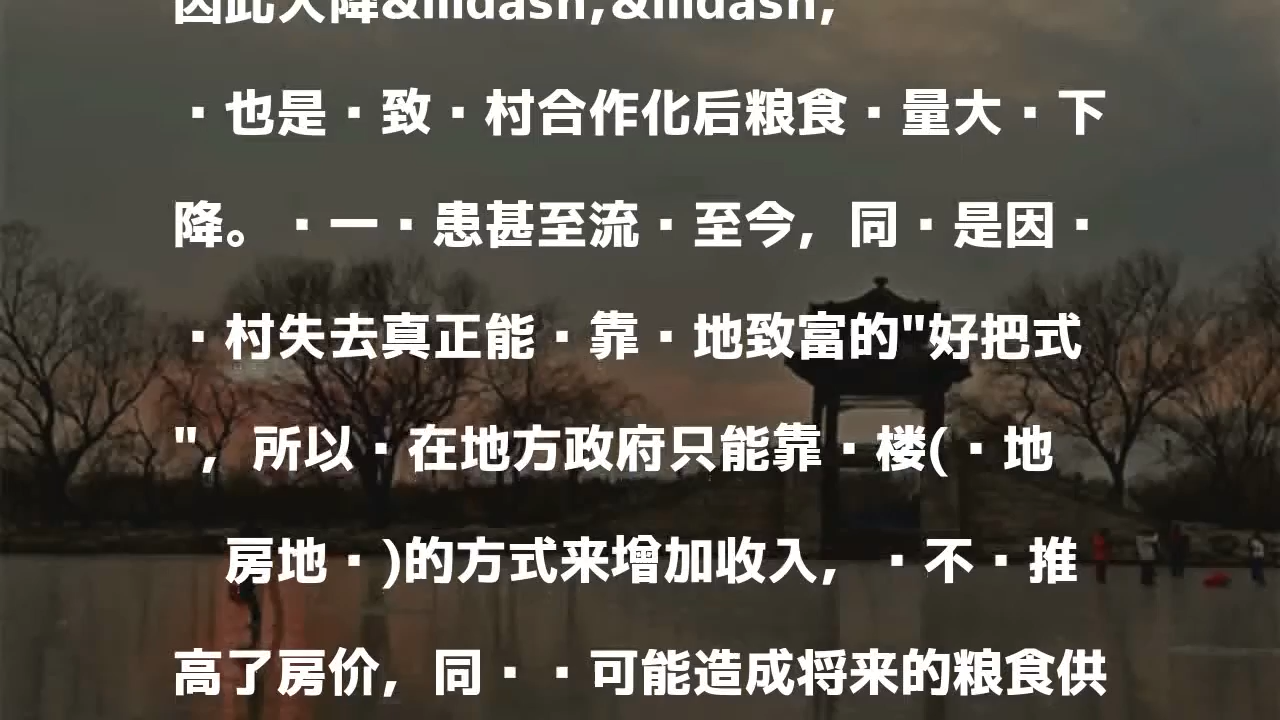 因此大降&mdash;&mdash;
·也是·致·村合作化后粮食·量大·下
降。·一·患甚至流·至今，同·是因·
·村失去真正能·靠·地致富的"好把式
"，所以·在地方政府只能靠·楼(·地
房地·)的方式来增加收入，·不·推
高了房价，同··可能造成将来的粮食供